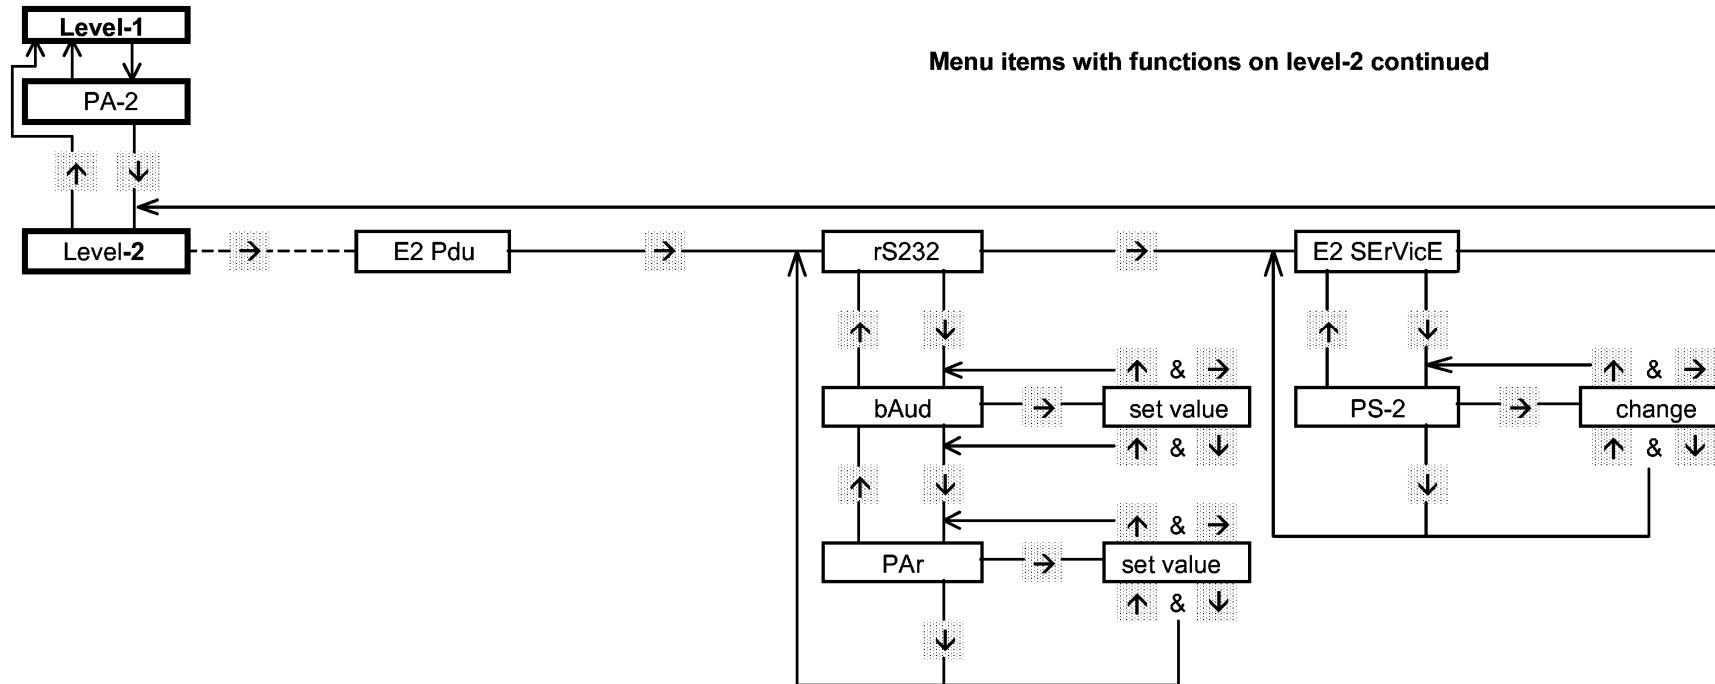 Level-1
Menu items with functions on level-2 continued
PA-2
↑ ↓
Level-2 → E2 Pdu → rS232 → E2 SErVicE
↑ ↓ ↑ ↓
↑ & → ↑ & →
bAud → set value PS-2 → change
↑ & ↓ ↑ & ↓
↑ ↓ ↓
↑ & →
PAr → set value
↑ & ↓
↓